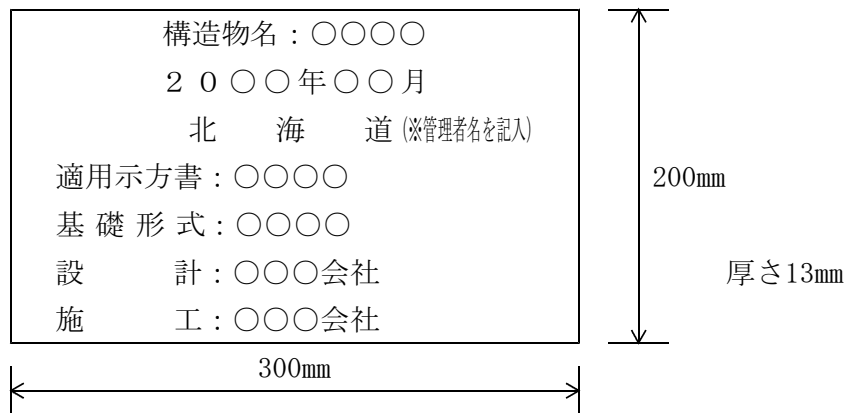 構造物名：○○○○
２０○○年○○月
北　海　道（※管理者名を記入）
適用示方書：○○○○
基礎形式：○○○○
設　　計：○○○会社
施　　工：○○○会社
200mm
厚さ13mm
300mm